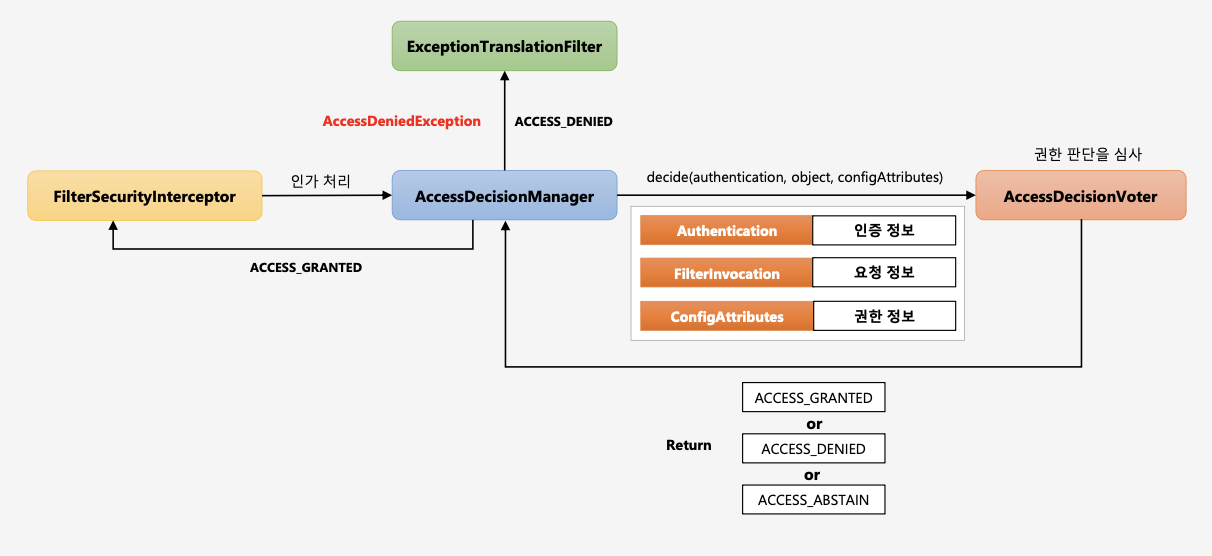 ExceptionTranslationFilter
AccessDeniedException
ACCESS_DENIED
권한 판단을 심사
FilterSecurityInterceptor
인가 처리
AccessDecisionManager
decide(authentication, object, configAttributes)
AccessDecisionVoter
Authentication
인증 정보
FilterInvocation
요청 정보
ConfigAttributes
권한 정보
ACCESS_GRANTED
ACCESS_GRANTED
or
Return
ACCESS_DENIED
or
ACCESS_ABSTAIN